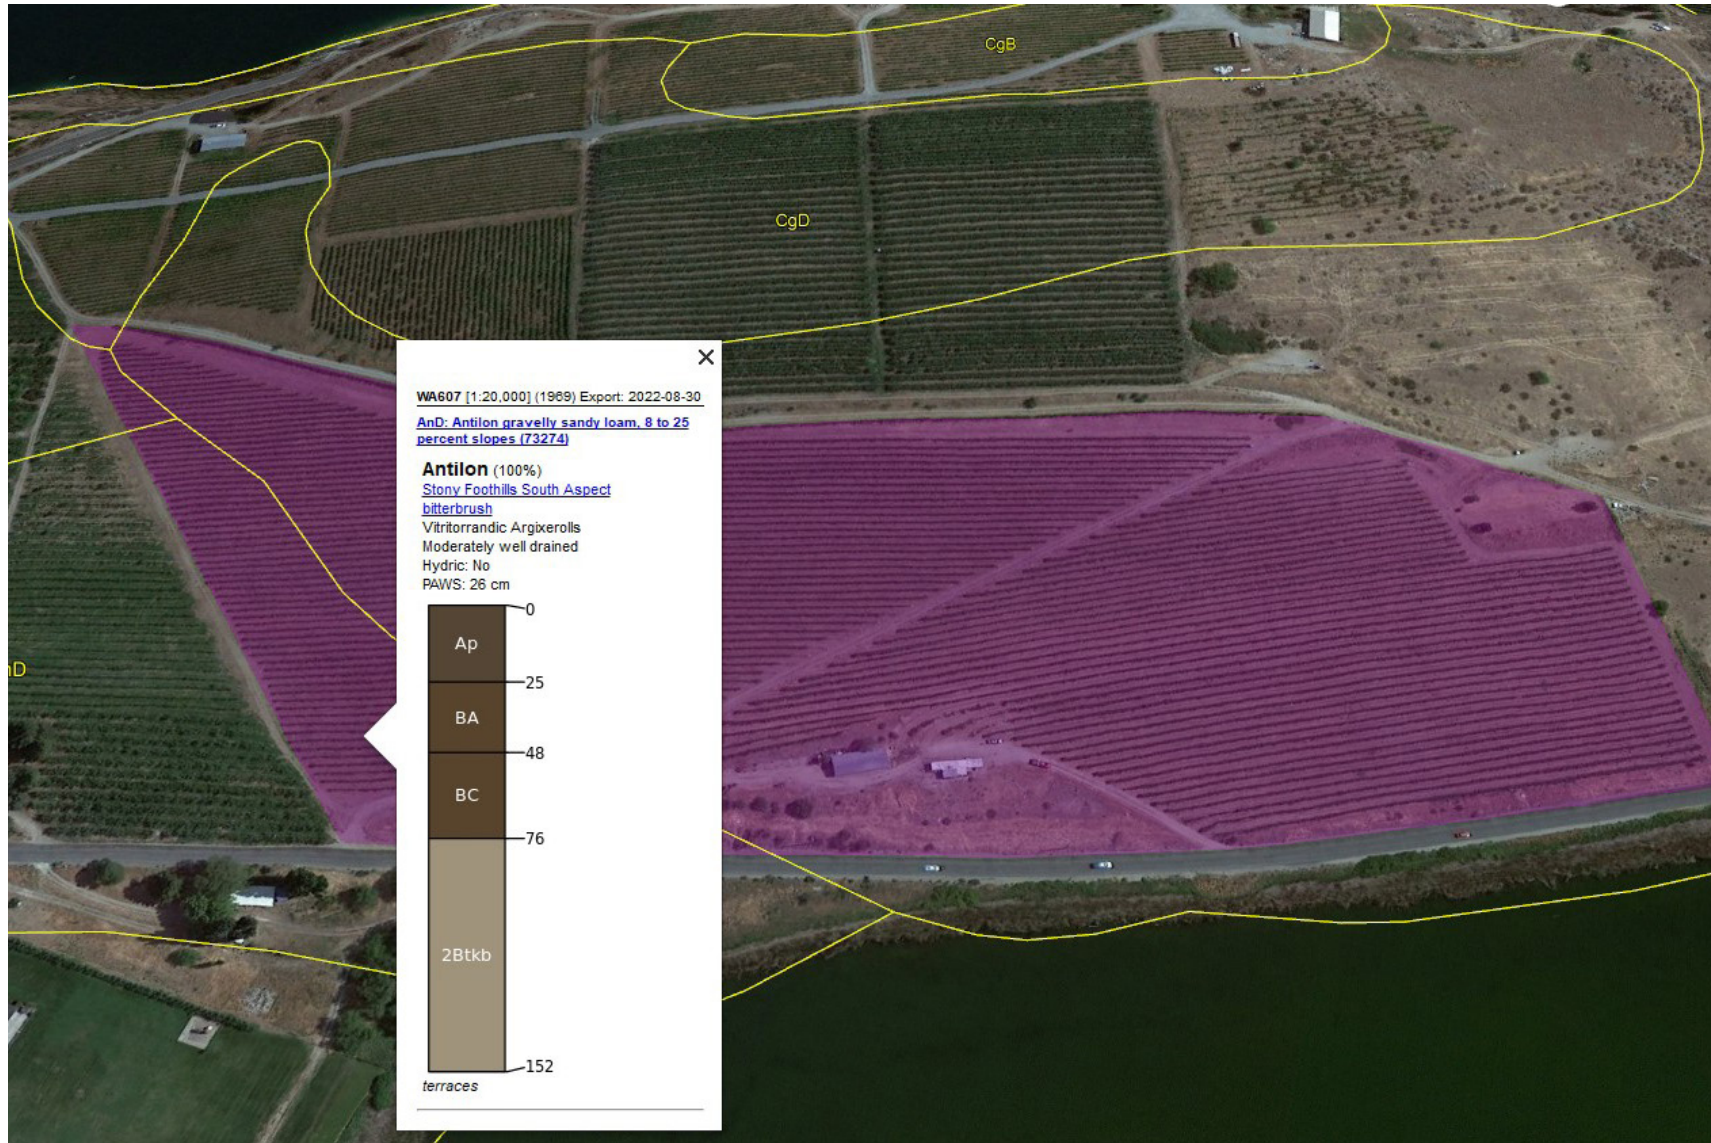 CgB
CgD
WA607 [1:20,000] (1969) Export: 2022-08-30
AnD: Antilon gravelly sandy loam, 8 to 25
percent slopes (73274)
Antilon (100%)
Stony Foothills South Aspect
bitterbrush
Vitritorrandic Argixerolls
Moderately well drained
Hydric: No
PAWS: 26 cm
0
Ap
25
BA
48
BC
76
2Btkb
152
terraces